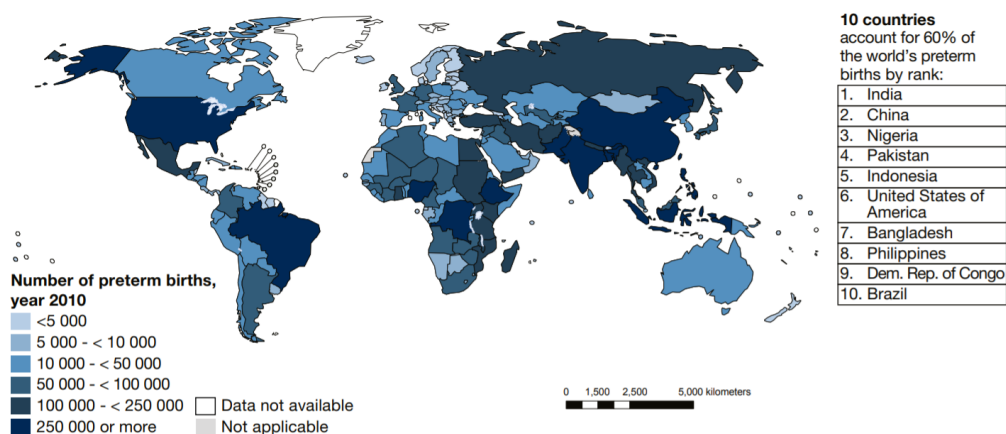 10 countries
account for 60% of
the world's preterm
births by rank:
1. India
2. China
3. Nigeria
4. Pakistan
5. Indonesia
6. United States of
America
7. Bangladesh
8. Philippines
9. Dem. Rep. of Congo
10. Brazil
Number of preterm births,
year 2010
<5 000
5 000 - < 10 000
10 000 - < 50 000
50 000 - < 100 000
100 000 - < 250 000
250 000 or more
Data not available
Not applicable
0 1,500 2,500 5,000 kilometers